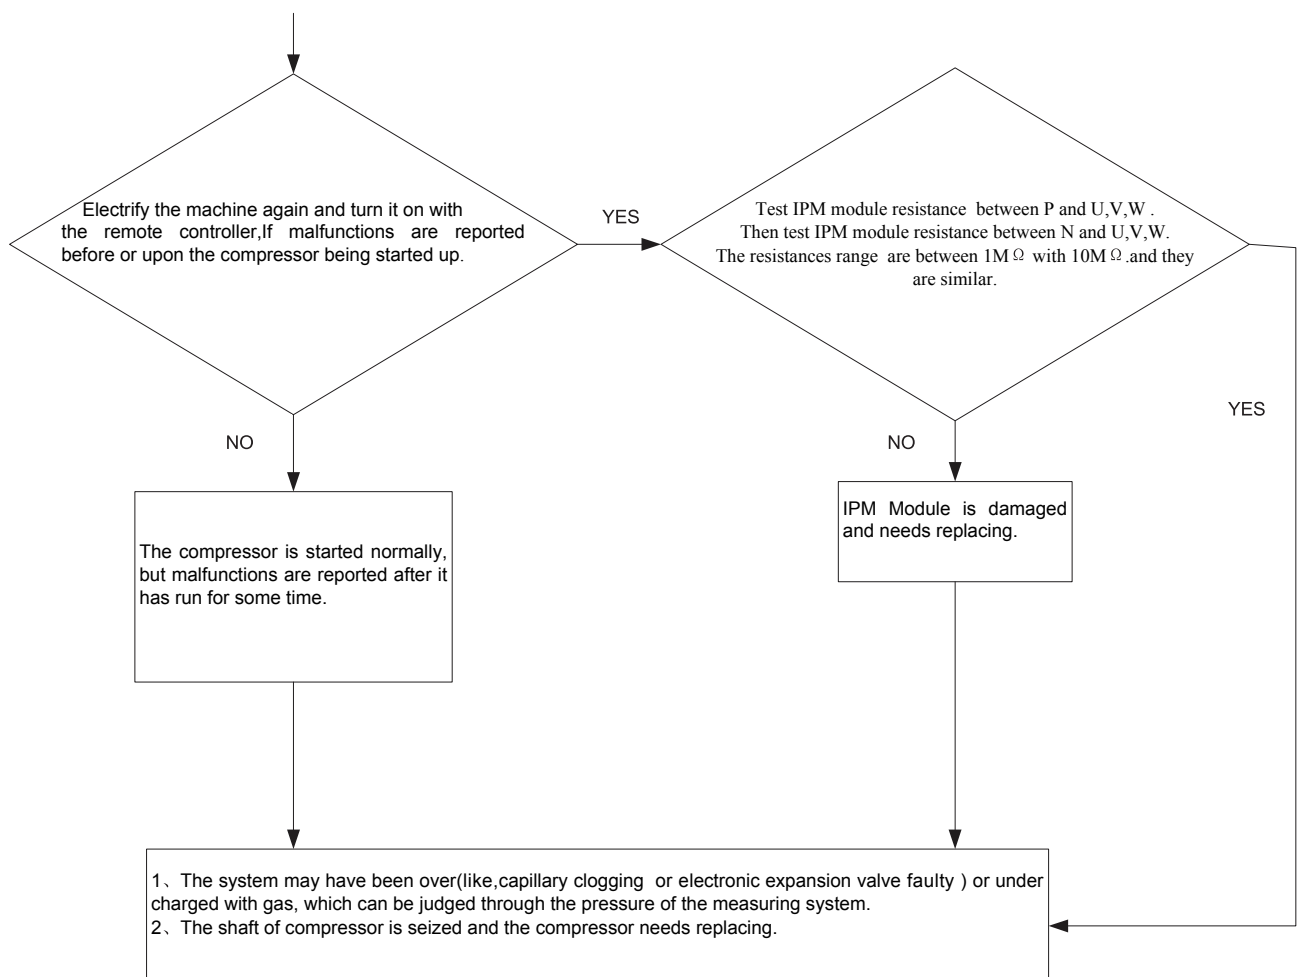 Electrify the machine again and turn it on with
the remote controller,If malfunctions are reported
before or upon the compressor being started up.
YES
Test IPM module resistance between P and U,V,W .
Then test IPM module resistance between N and U,V,W.
The resistances range are between 1MΩ with 10MΩ.and they
are similar.
YES
NO
NO
The compressor is started normally,
but malfunctions are reported after it
has run for some time.
IPM Module is damaged
and needs replacing.
1、The system may have been over(like,capillary clogging or electronic expansion valve faulty ) or under
charged with gas, which can be judged through the pressure of the measuring system.
2、The shaft of compressor is seized and the compressor needs replacing.